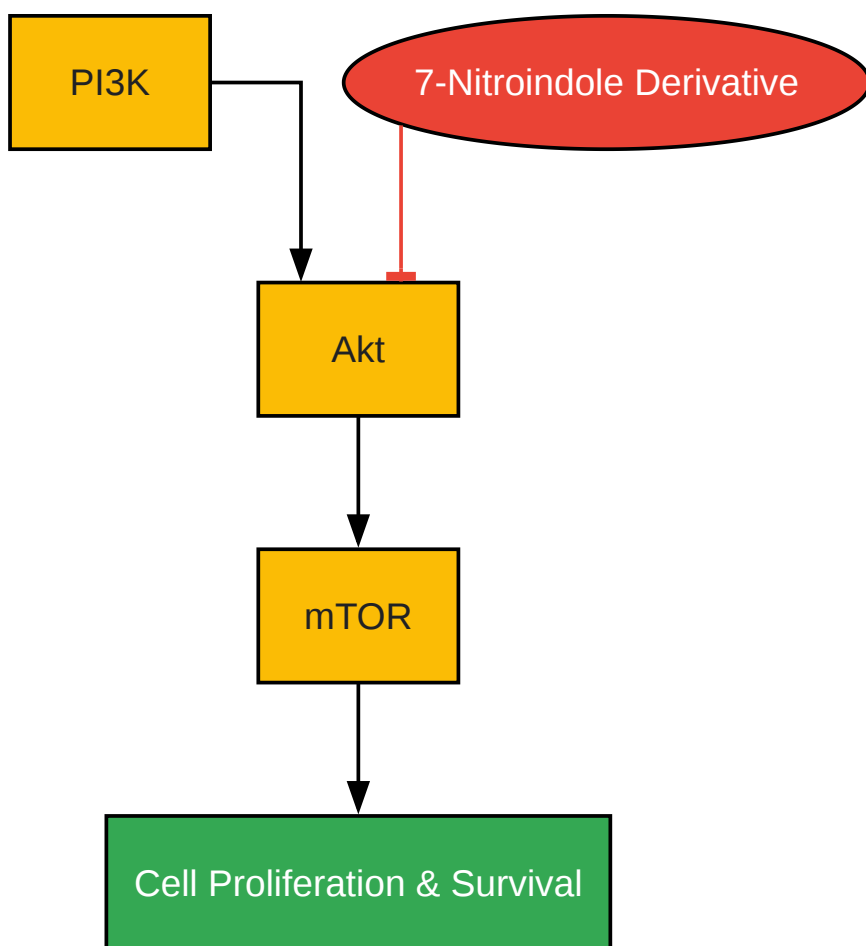 PI3K
7-Nitroindole Derivative
Akt
mTOR
Cell Proliferation & Survival